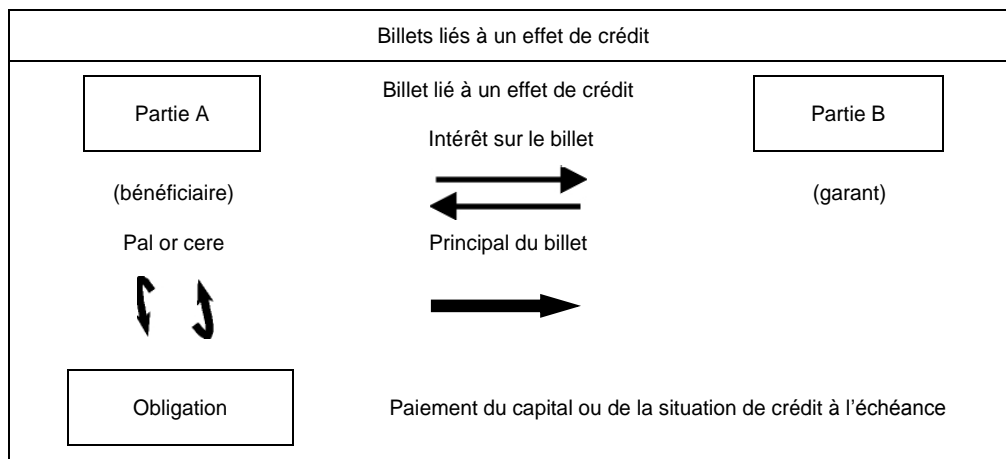 Billets liés à un effet de crédit
Billet lié à un effet de crédit
Partie A
Partie B
Intérêt sur le billet
(bénéficiaire)
(garant)
Pal or cere
Principal du billet
Obligation
Paiement du capital ou de la situation de crédit à l'échéance